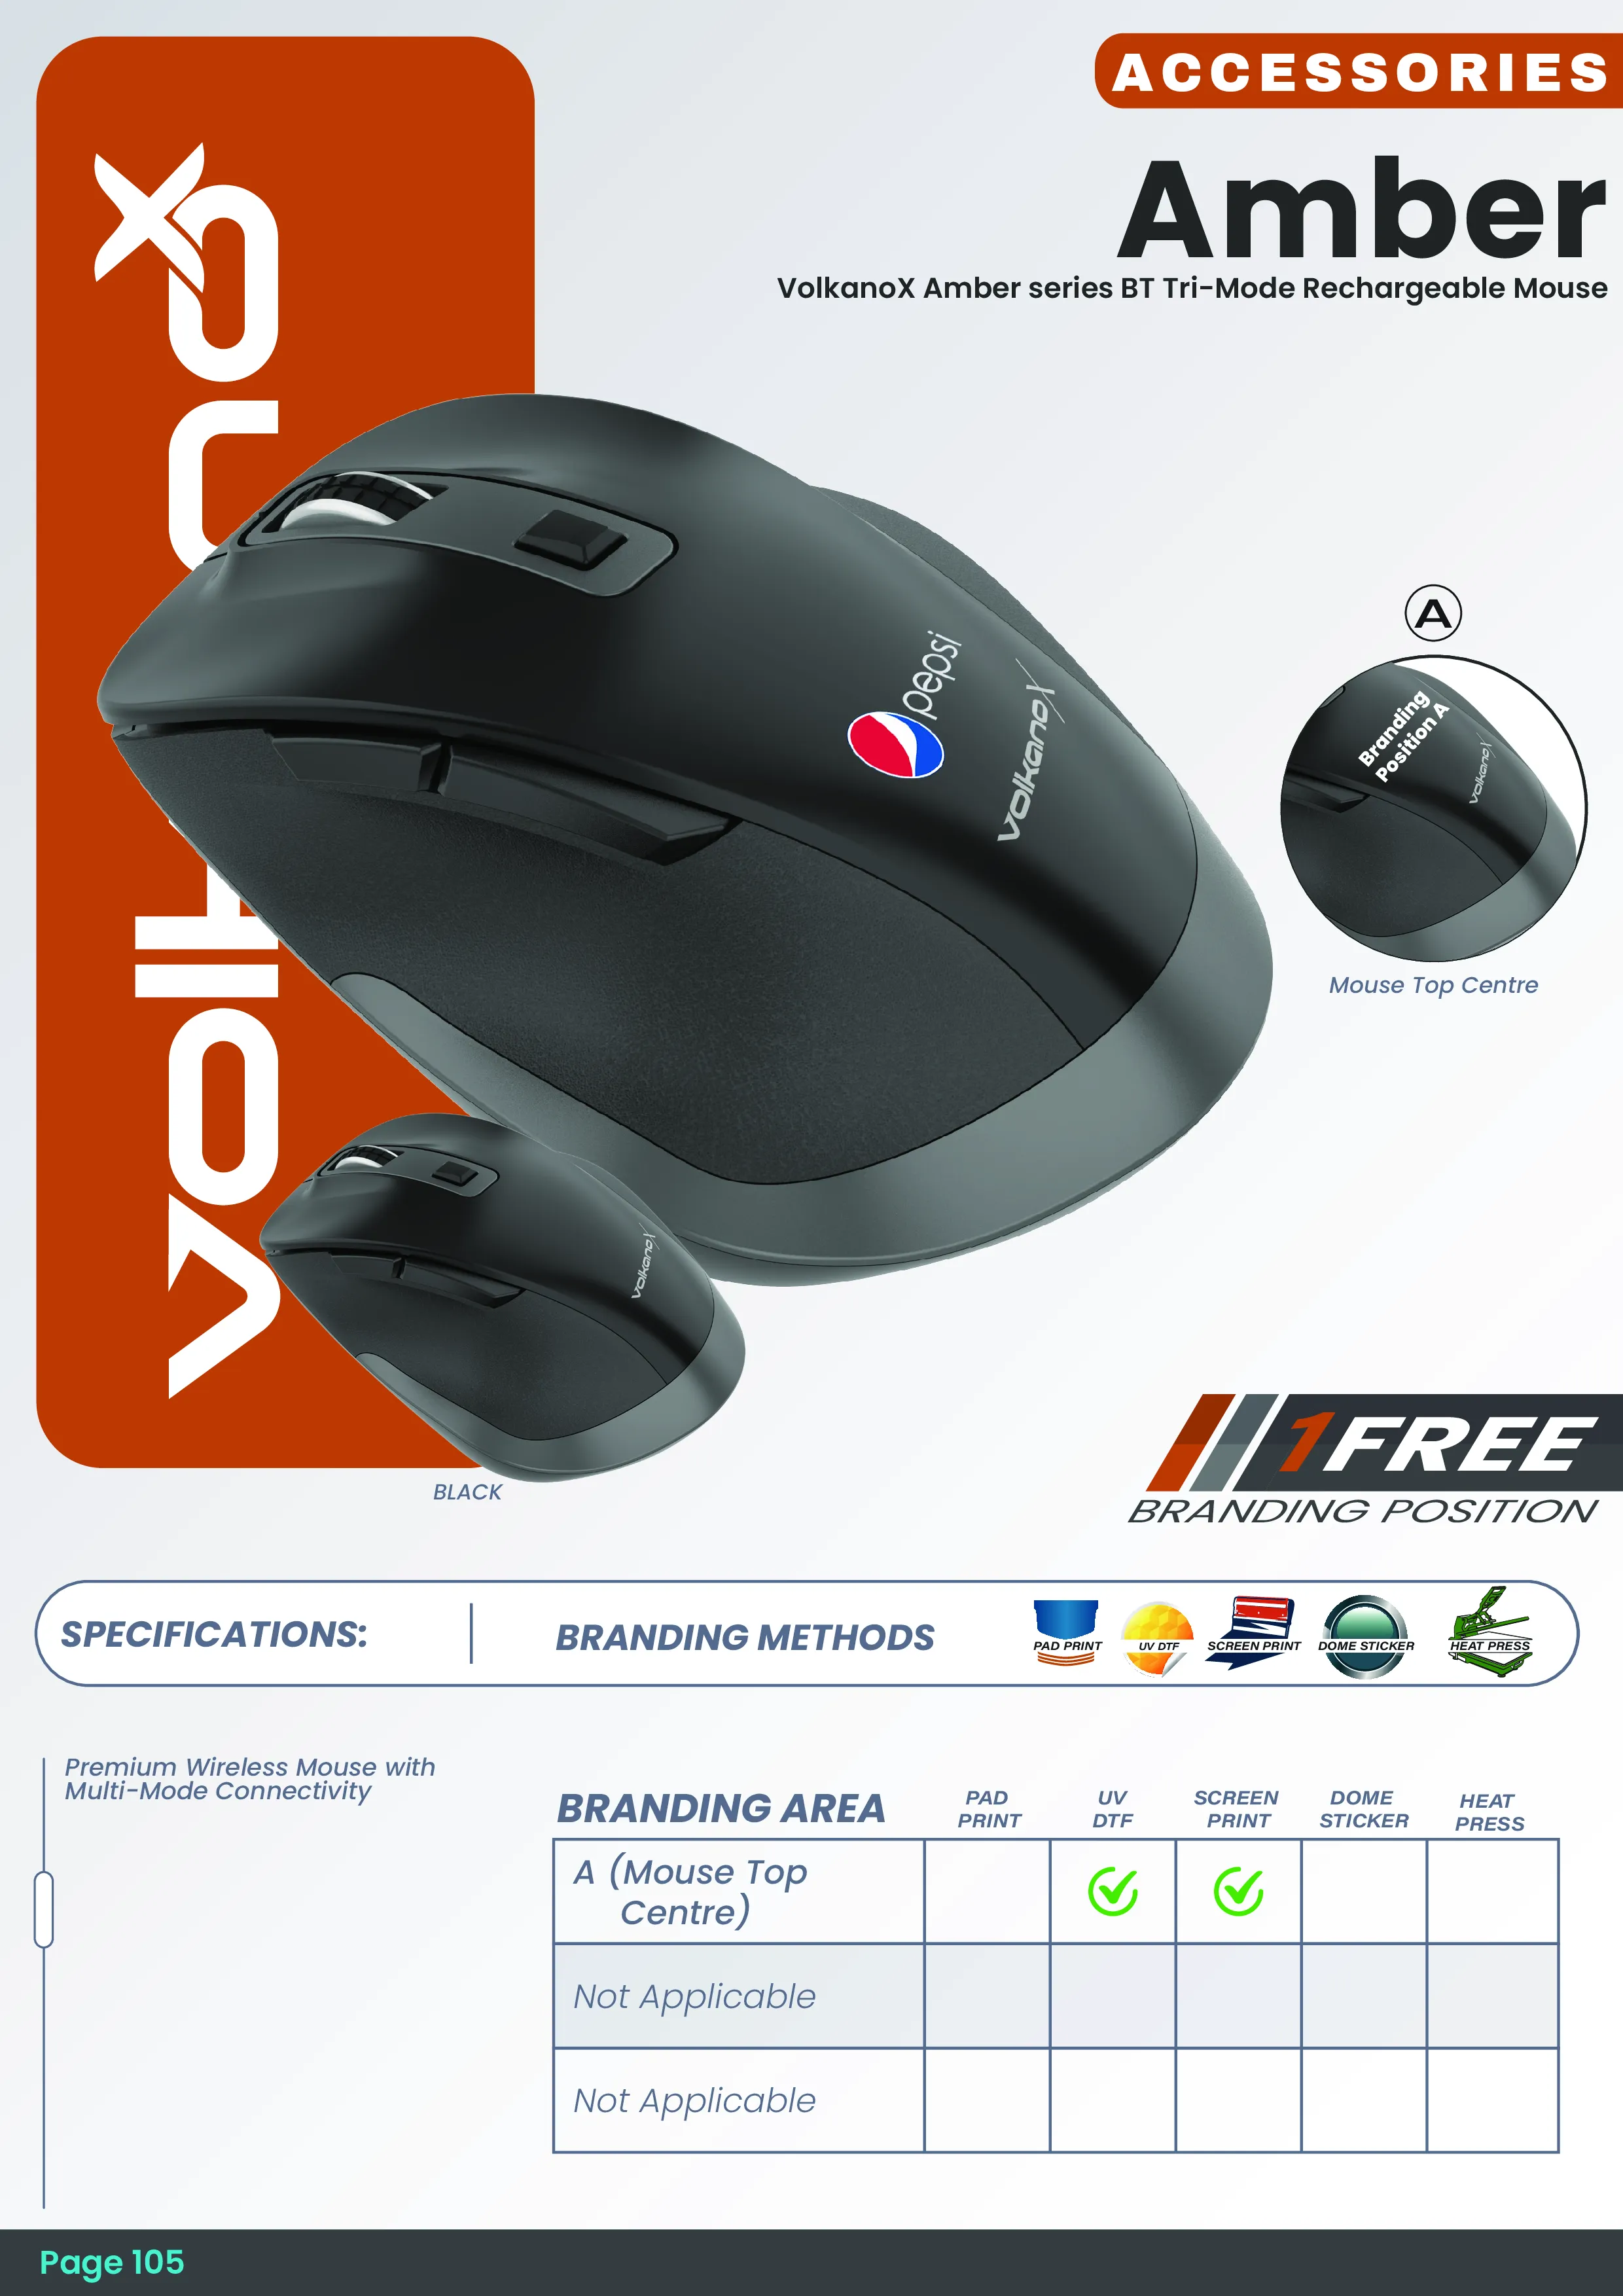 ACCESSORIES
Amber
VolkanoX Amber series BT Tri-Mode Rechargeable Mouse
volkanoX
pepsi
volkanoX
A
Branding
Position A
volkanoX
Mouse Top Centre
volkanoX
BLACK
1FREE
BRANDING POSITION
SPECIFICATIONS:
BRANDING METHODS
PAD PRINT
UV DTF
SCREEN PRINT
DOME STICKER
HEAT PRESS
Premium Wireless Mouse with
Multi-Mode Connectivity
BRANDING AREA
PAD
PRINT
UV
DTF
SCREEN
PRINT
DOME
STICKER
HEAT
PRESS
A (Mouse Top
Centre)
Not Applicable
Not Applicable
Page 105